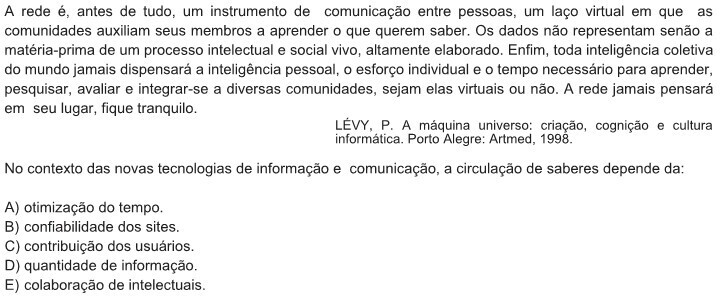 A rede é, antes de tudo, um instrumento de comunicação entre pessoas, um laço virtual em que as
comunidades auxiliam seus membros a aprender o que querem saber. Os dados não representam senão a
matéria-prima de um processo intelectual e social vivo, altamente elaborado. Enfim, toda inteligência coletiva
do mundo jamais dispensará a inteligência pessoal, o esforço individual e o tempo necessário para aprender,
pesquisar, avaliar e integrar-se a diversas comunidades, sejam elas virtuais ou não. A rede jamais pensará
em seu lugar, fique tranquilo.
LÉVY, P. A máquina universo: criação, cognição e cultura
informática. Porto Alegre: Artmed, 1998.
No contexto das novas tecnologias de informação e comunicação, a circulação de saberes depende da:
A) otimização do tempo.
B) confiabilidade dos sites.
C) contribuição dos usuários.
D) quantidade de informação.
E) colaboração de intelectuais.